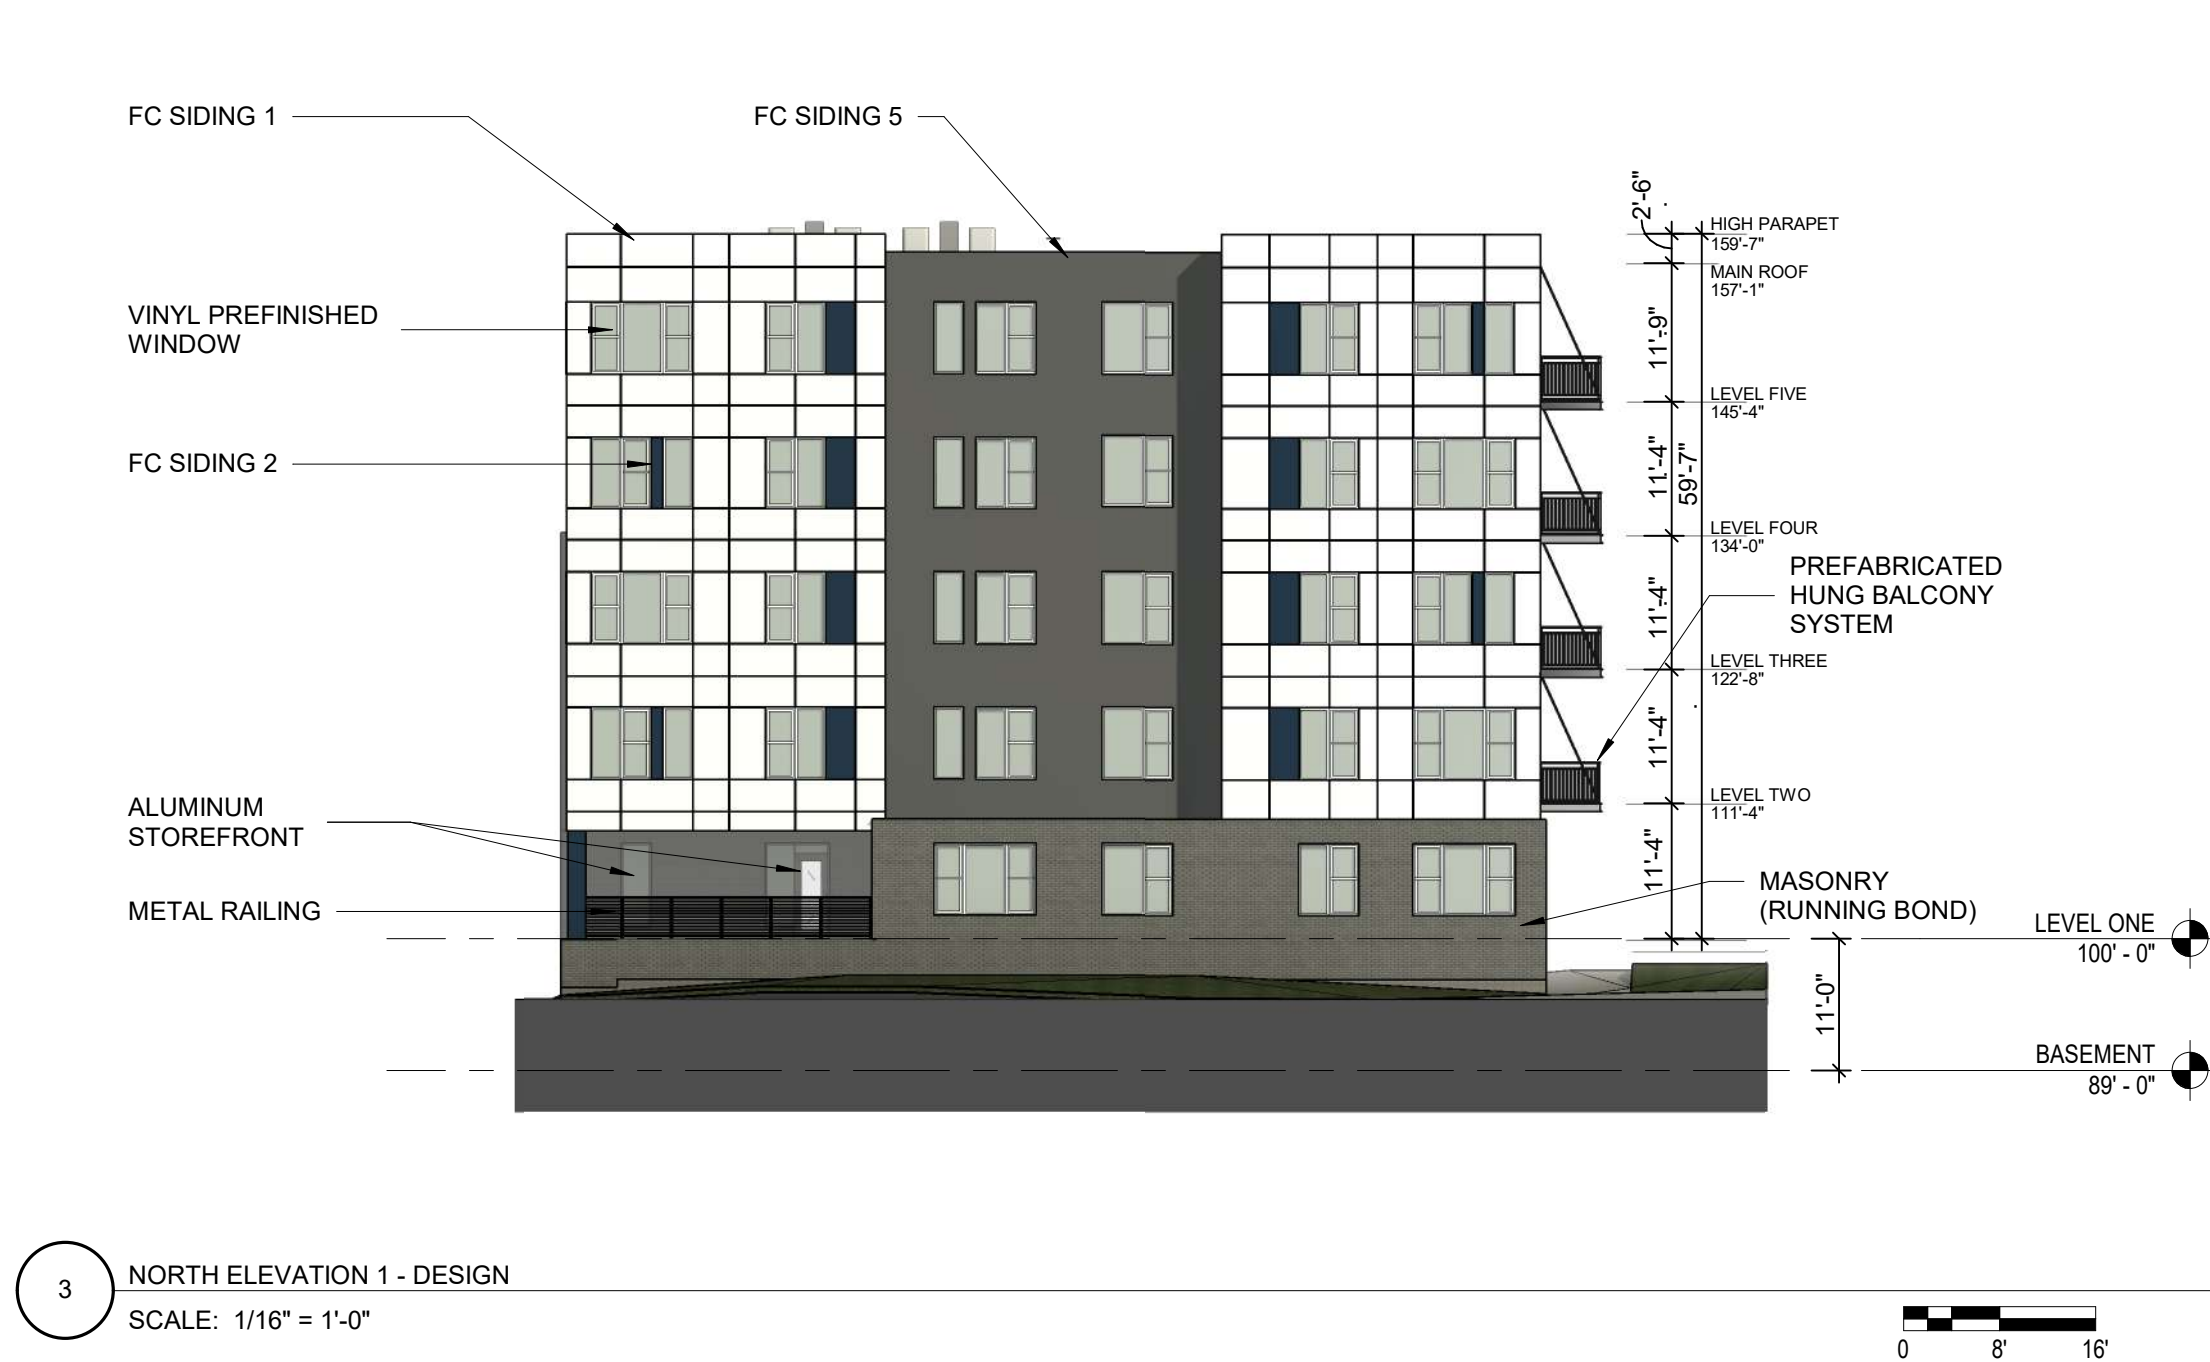 FC SIDING 1
FC SIDING 5
2'-6"
HIGH PARAPET
159'-7"
MAIN ROOF
157'-1"
VINYL PREFINISHED
WINDOW
11'-9"
LEVEL FIVE
145'-4"
FC SIDING 2
11'-4"
59'-7"
LEVEL FOUR
134'-0"
PREFABRICATED
HUNG BALCONY
SYSTEM
11'-4"
LEVEL THREE
122'-8"
11'-4"
LEVEL TWO
111'-4"
ALUMINUM
STOREFRONT
11'-4"
METAL RAILING
MASONRY
(RUNNING BOND)
LEVEL ONE
100' - 0"
11'-0"
BASEMENT
89' - 0"
3
NORTH ELEVATION 1 - DESIGN
SCALE: 1/16" = 1'-0"
0 8' 16'